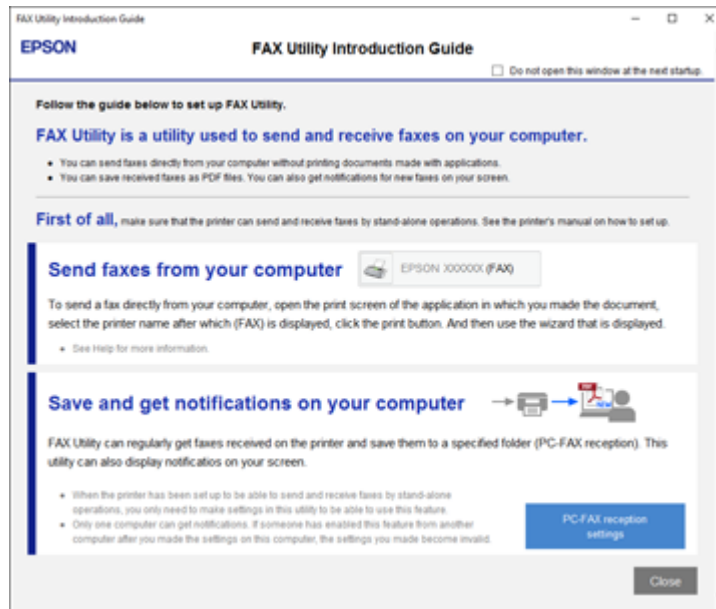 FAX Utility Introduction Guide
EPSON
FAX Utility Introduction Guide
Do not open this window at the next startup.
Follow the guide below to set up FAX Utility.
FAX Utility is a utility used to send and receive faxes on your computer.
• You can send faxes directly from your computer without printing documents made with applications.
• You can save received faxes as PDF files. You can also get notifications for new faxes on your screen.
First of all, make sure that the printer can send and receive faxes by stand-alone operations. See the printer's manual on how to set up.
Send faxes from your computer
EPSON XXXXXX (FAX)
To send a fax directly from your computer, open the print screen of the application in which you made the document,
select the printer name after which (FAX) is displayed, click the print button. And then use the wizard that is displayed.
• See Help for more information.
Save and get notifications on your computer
PDF
NEW
FAX Utility can regularly get faxes received on the printer and save them to a specified folder (PC-FAX reception). This
utility can also display notificatios on your screen.
• When the printer has been set up to be able to send and receive faxes by stand-alone
operations, you only need to make settings in this utility to be able to use this feature.
• Only one computer can get notifications. If someone has enabled this feature from another
computer after you made the settings on this computer, the settings you made become invalid.
PC-FAX reception
settings
Close